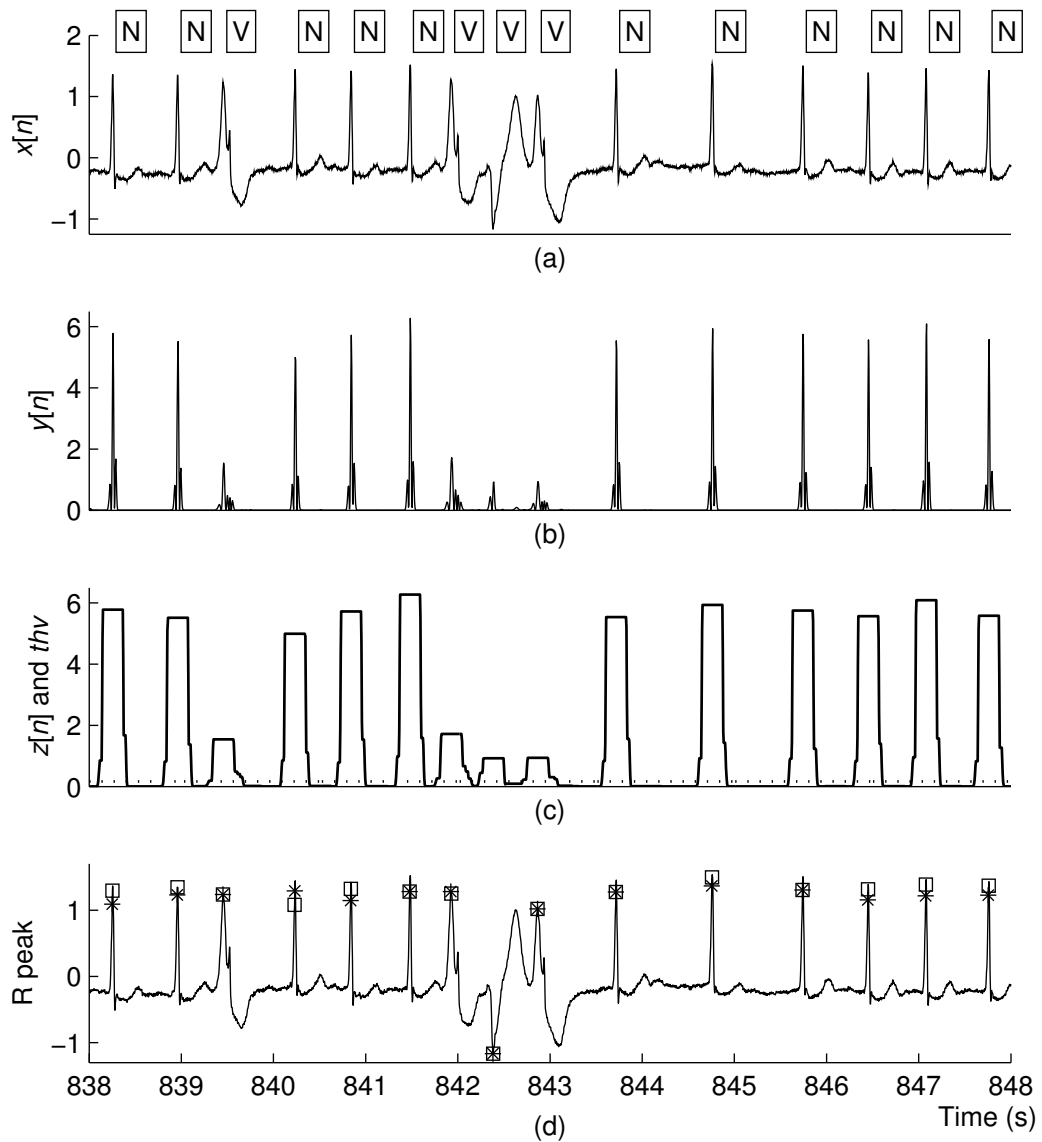 N N V N N N V V V N N N N N N
2
1
0
−1
x[n]
(a)
6
4
2
0
y[n]
(b)
6
4
2
0
z[n] and thv
(c)
1
0
−1
R peak
838 839 840 841 842 843 844 845 846 847 848
Time (s)
(d)